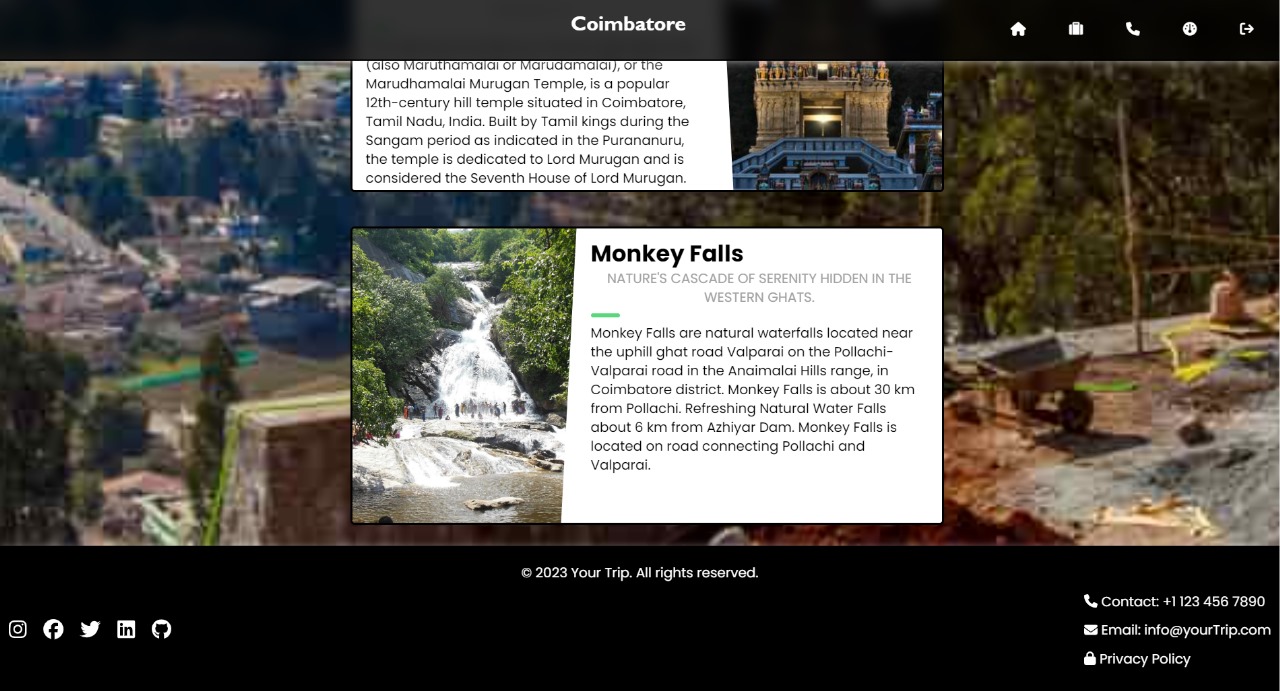 Coimbatore
(also Maruthamalai or Marudamalai), or the
Marudhamalai Murugan Temple, is a popular
12th-century hill temple situated in Coimbatore,
Tamil Nadu, India. Built by Tamil kings during the
Sangam period as indicated in the Purananuru,
the temple is dedicated to Lord Murugan and is
considered the Seventh House of Lord Murugan.
Monkey Falls
NATURE'S CASCADE OF SERENITY HIDDEN IN THE
WESTERN GHATS.
Monkey Falls are natural waterfalls located near
the uphill ghat road Valparai on the Pollachi-
Valparai road in the Anaimalai Hills range, in
Coimbatore district. Monkey Falls is about 30 km
from Pollachi. Refreshing Natural Water Falls
about 6 km from Azhiyar Dam. Monkey Falls is
located on road connecting Pollachi and
Valparai.
© 2023 Your Trip. All rights reserved.
Contact: +1 123 456 7890
Email: info@yourTrip.com
Privacy Policy